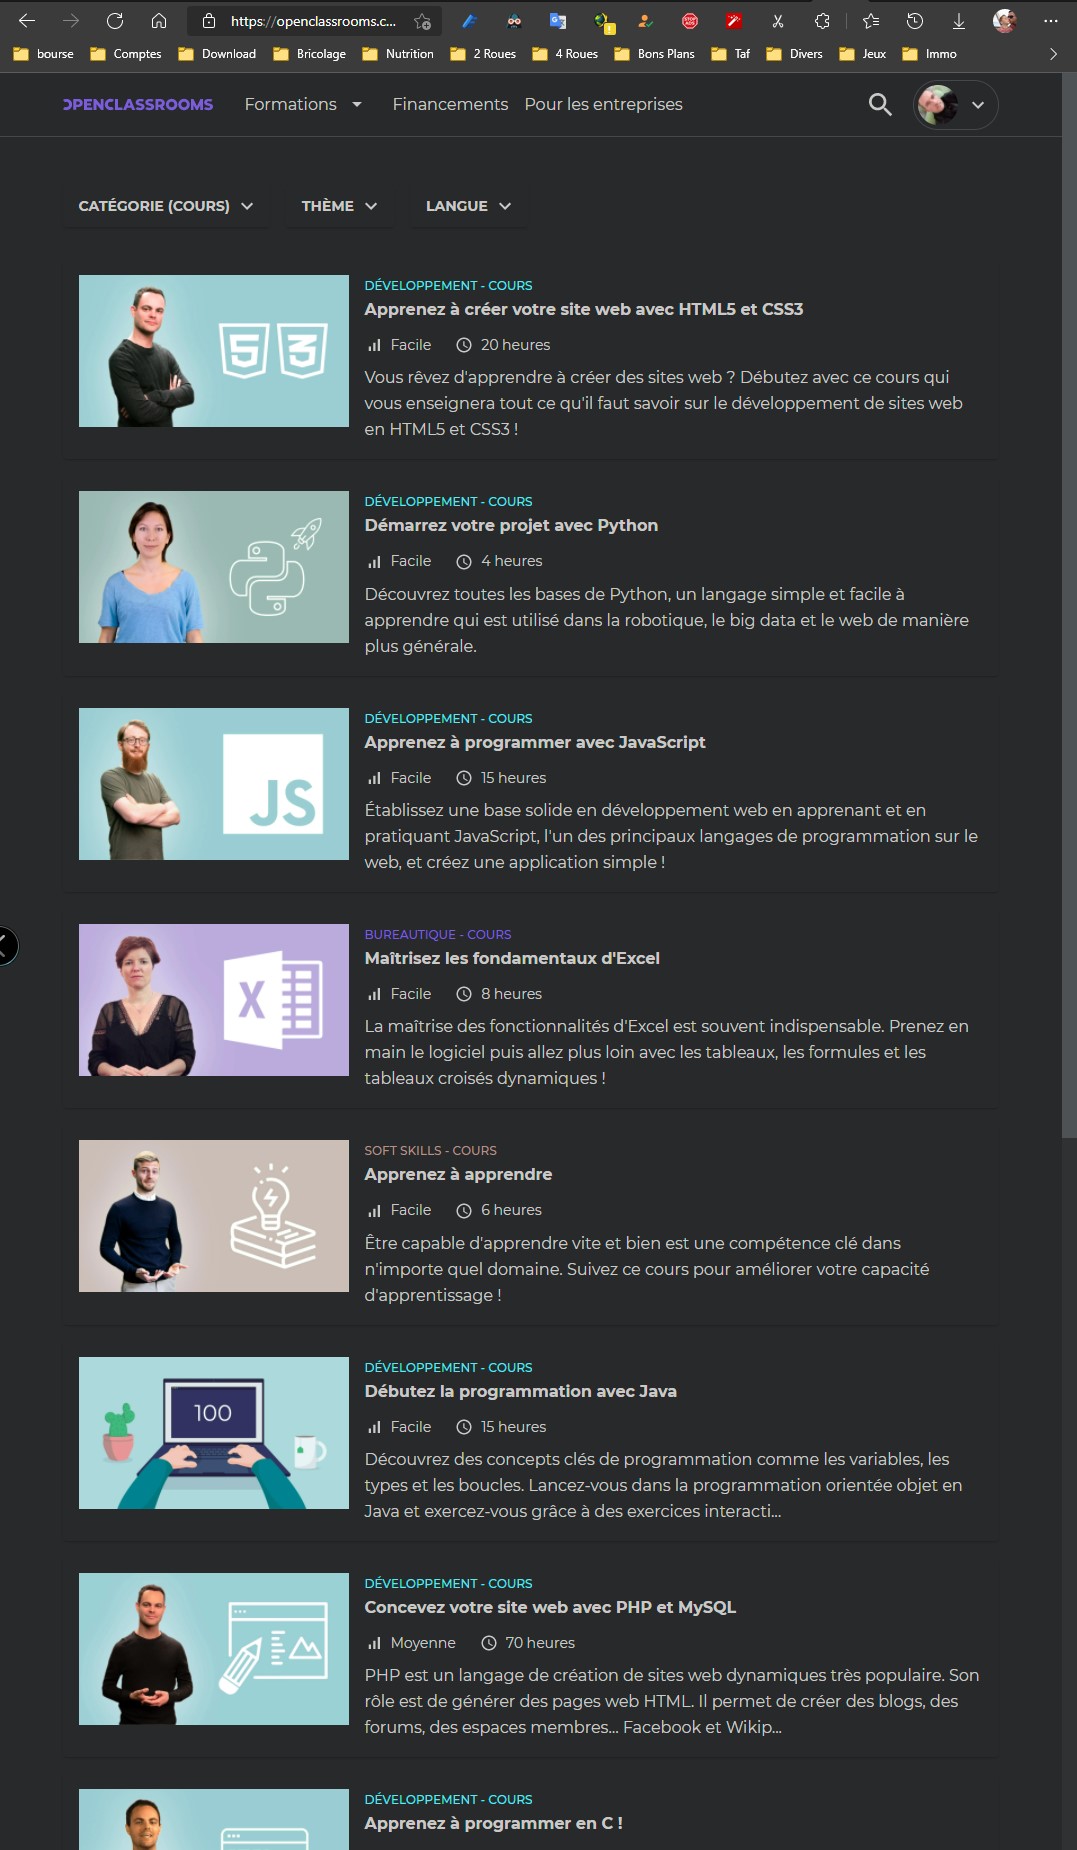 https://openclassrooms.c...
bourse Comptes Download Bricolage Nutrition 2 Roues 4 Roues Bons Plans Taf Divers Jeux Immo
OPENCLASSROOMS Formations Financements Pour les entreprises
CATÉGORIE (COURS) THÈME LANGUE
DÉVELOPPEMENT - COURS
Apprenez à créer votre site web avec HTML5 et CSS3
Facile 20 heures
Vous rêvez d'apprendre à créer des sites web ? Débutez avec ce cours qui
vous enseignera tout ce qu'il faut savoir sur le développement de sites web
en HTML5 et CSS3 !
5 3
DÉVELOPPEMENT - COURS
Démarrez votre projet avec Python
Facile 4 heures
Découvrez toutes les bases de Python, un langage simple et facile à
apprendre qui est utilisé dans la robotique, le big data et le web de manière
plus générale.
DÉVELOPPEMENT - COURS
Apprenez à programmer avec JavaScript
Facile 15 heures
Établissez une base solide en développement web en apprenant et en
pratiquant JavaScript, l'un des principaux langages de programmation sur le
web, et créez une application simple !
JS
BUREAUTIQUE - COURS
Maîtrisez les fondamentaux d'Excel
Facile 8 heures
La maîtrise des fonctionnalités d'Excel est souvent indispensable. Prenez en
main le logiciel puis allez plus loin avec les tableaux, les formules et les
tableaux croisés dynamiques !
X
SOFT SKILLS - COURS
Apprenez à apprendre
Facile 6 heures
Être capable d'apprendre vite et bien est une compétence clé dans
n'importe quel domaine. Suivez ce cours pour améliorer votre capacité
d'apprentissage !
DÉVELOPPEMENT - COURS
Débutez la programmation avec Java
Facile 15 heures
Découvrez des concepts clés de programmation comme les variables, les
types et les boucles. Lancez-vous dans la programmation orientée objet en
Java et exercez-vous grâce à des exercices interacti...
100
DÉVELOPPEMENT - COURS
Concevez votre site web avec PHP et MySQL
Moyenne 70 heures
PHP est un langage de création de sites web dynamiques très populaire. Son
rôle est de générer des pages web HTML. Il permet de créer des blogs, des
forums, des espaces membres... Facebook et Wikip...
DÉVELOPPEMENT - COURS
Apprenez à programmer en C !